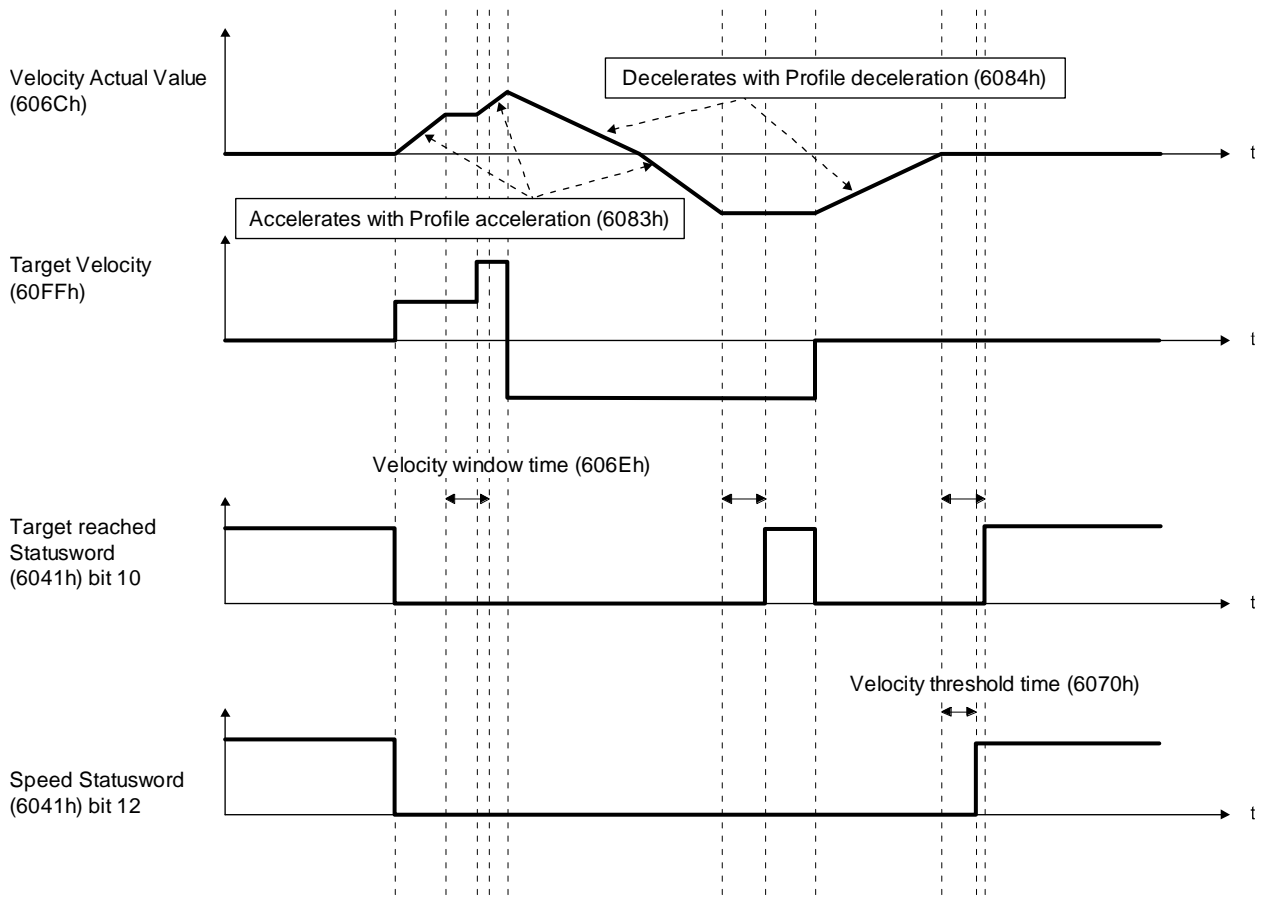 Velocity Actual Value
(606Ch)
Decelerates with Profile deceleration (6084h)
t
Accelerates with Profile acceleration (6083h)
Target Velocity
(60FFh)
t
Velocity window time (606Eh)
Target reached
Statusword
(6041h) bit 10
t
Velocity threshold time (6070h)
Speed Statusword
(6041h) bit 12
t